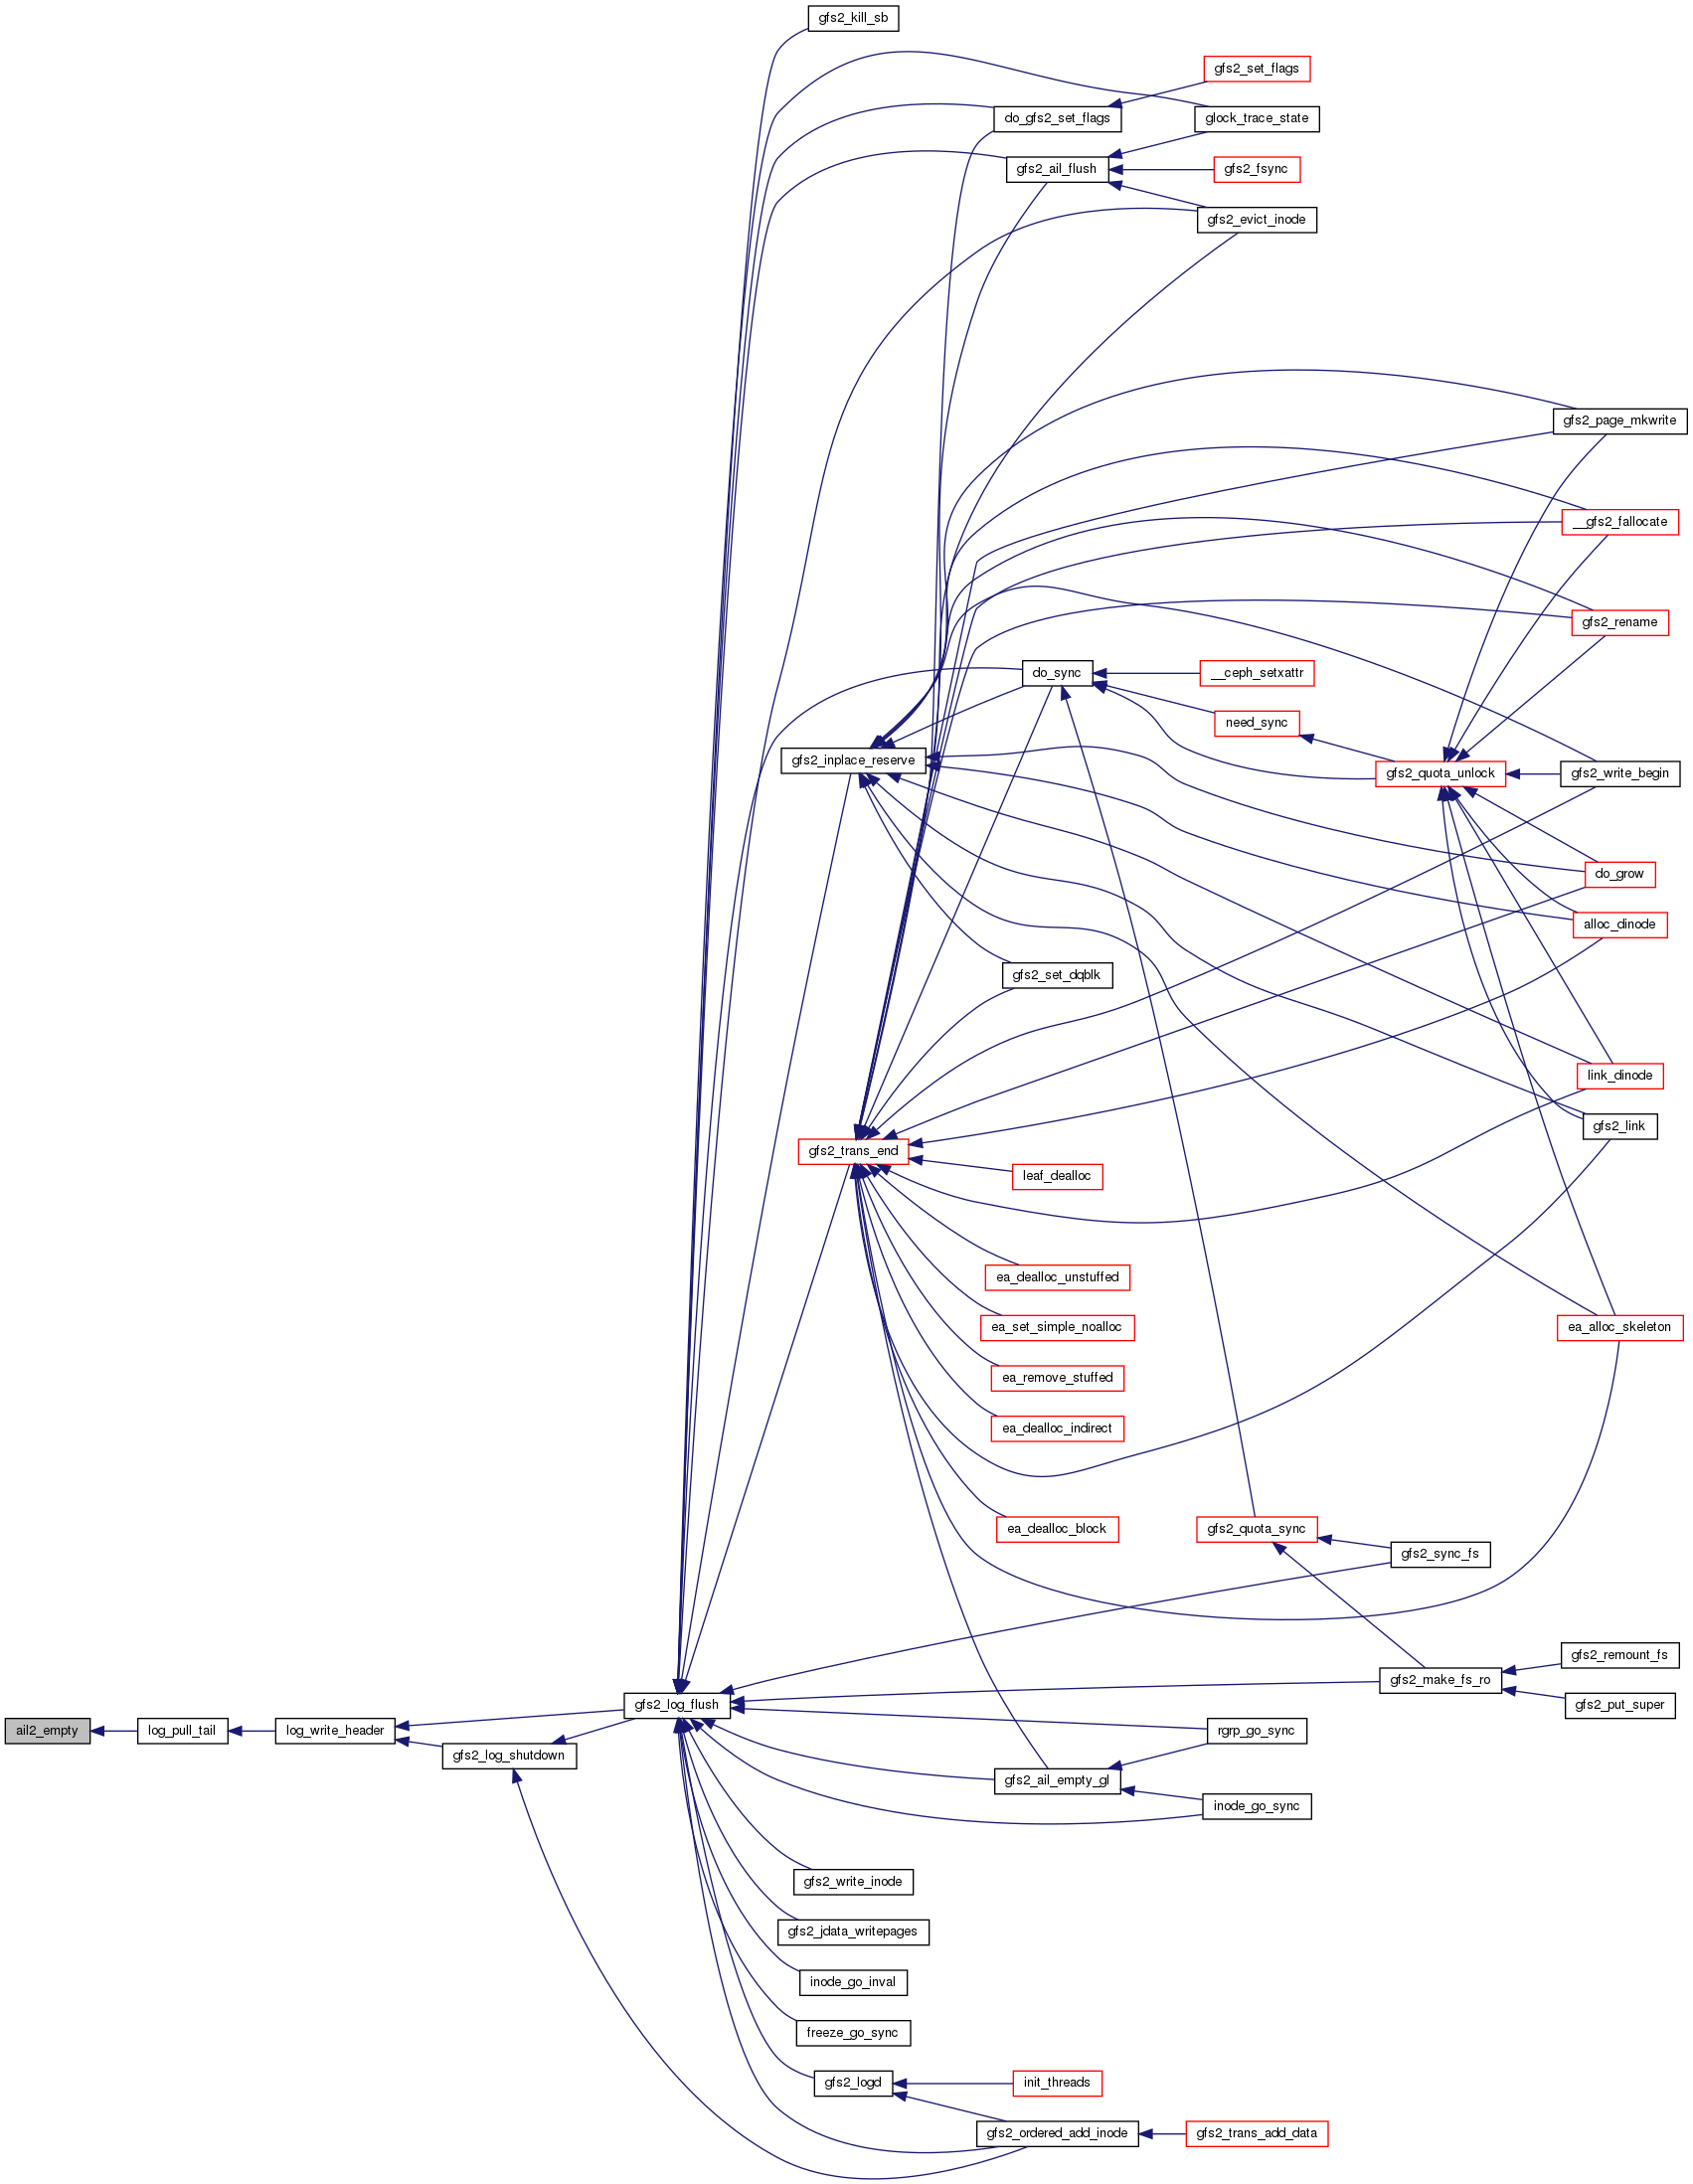 gfs2_kill_sb
gfs2_set_flags
do_gfs2_set_flags
glock_trace_state
gfs2_ail_flush
gfs2_fsync
gfs2_evict_inode
gfs2_page_mkwrite
__gfs2_fallocate
gfs2_rename
do_sync
__ceph_setxattr
need_sync
gfs2_inplace_reserve
gfs2_quota_unlock
gfs2_write_begin
do_grow
alloc_dinode
gfs2_set_dqblk
link_dinode
gfs2_link
gfs2_trans_end
leaf_dealloc
ea_dealloc_unstuffed
ea_set_simple_noalloc
ea_alloc_skeleton
ea_remove_stuffed
ea_dealloc_indirect
ea_dealloc_block
gfs2_quota_sync
gfs2_sync_fs
gfs2_remount_fs
gfs2_make_fs_ro
gfs2_put_super
gfs2_log_flush
ail2_empty
log_pull_tail
log_write_header
rgrp_go_sync
gfs2_log_shutdown
gfs2_ail_empty_gl
inode_go_sync
gfs2_write_inode
gfs2_jdata_writepages
inode_go_inval
freeze_go_sync
gfs2_logd
init_threads
gfs2_ordered_add_inode
gfs2_trans_add_data